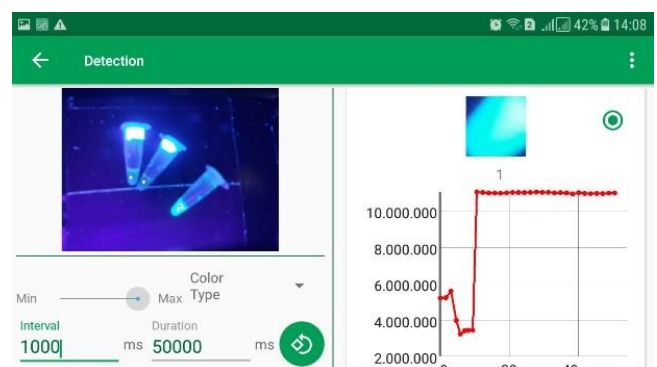 2 42% 14:08
Detection
Color
Min Max Type
Interval Duration
1000 ms 50000 ms
1
10.000.000
8.000.000
6.000.000
4.000.000
2.000.000